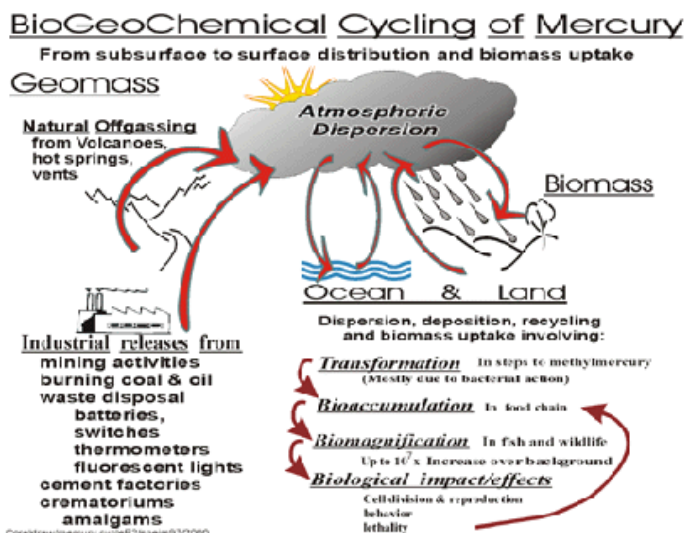 BioGeoChemical Cycling of Mercury
From subsurface to surface distribution and biomass uptake
Geomass
Natural Offgassing
from Volcanoes,
hot springs,
vents
Atmospheric
Dispersion
Biomass
Ocean & Land
Dispersion, deposition, recycling
and biomass uptake involving:
Industrial releases from
mining activities
burning coal & oil
waste disposal
batteries,
switches
thermometers
fluorescent lights
cement factories
crematoriums
amalgams
Transformation In steps to methylmercury
(Mostly due to bacterial action)
Bioaccumulation In food chain
Biomagnification In fish and wildlife
Up to 10⁷ x Increase over background
Biological impact/effects
Cell division & reproduction
behavior
lethality